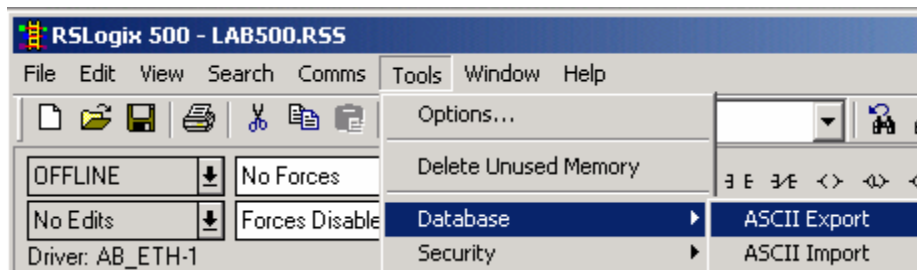 RSLogix 500 - LAB500.RSS
File Edit View Search Comms Tools Window Help
Options...
OFFLINE No Forces Delete Unused Memory
No Edits Forces Disable Database ASCII Export
Driver: AB_ETH-1 Security ASCII Import